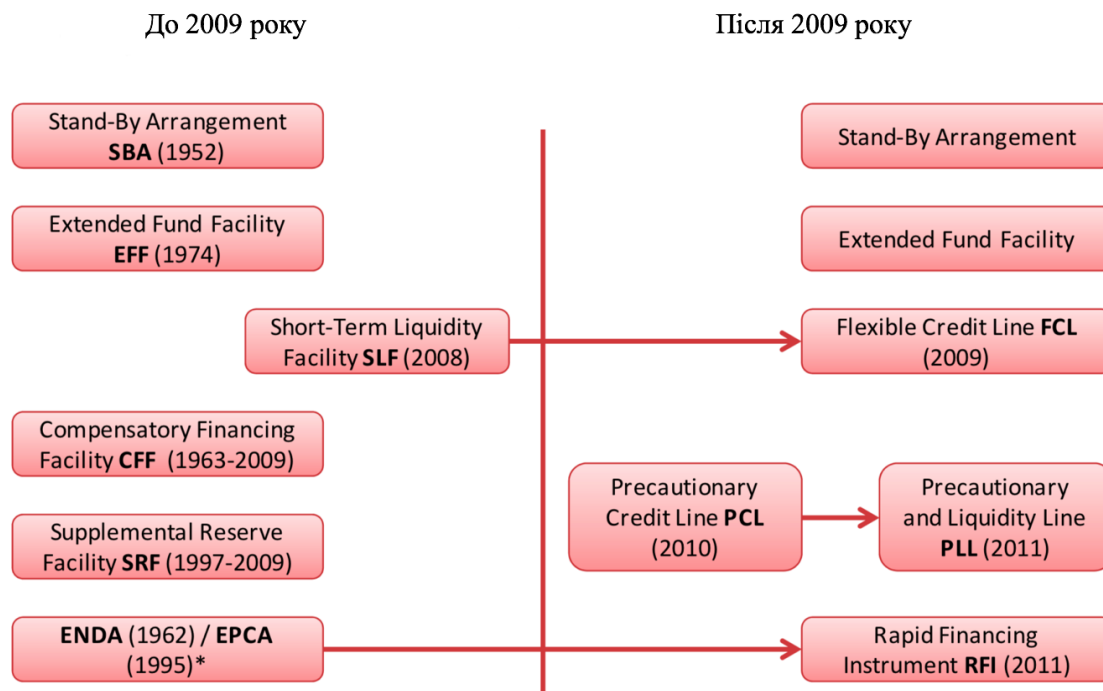 До 2009 року
Після 2009 року
Stand-By Arrangement
SBA (1952)
Stand-By Arrangement
Extended Fund Facility
EFF (1974)
Extended Fund Facility
Short-Term Liquidity
Facility SLF (2008)
Flexible Credit Line FCL
(2009)
Compensatory Financing
Facility CFF (1963-2009)
Precautionary
Credit Line PCL
(2010)
Precautionary
and Liquidity Line
PLL (2011)
Supplemental Reserve
Facility SRF (1997-2009)
ENDA (1962) / EPCA
(1995)*
Rapid Financing
Instrument RFI (2011)